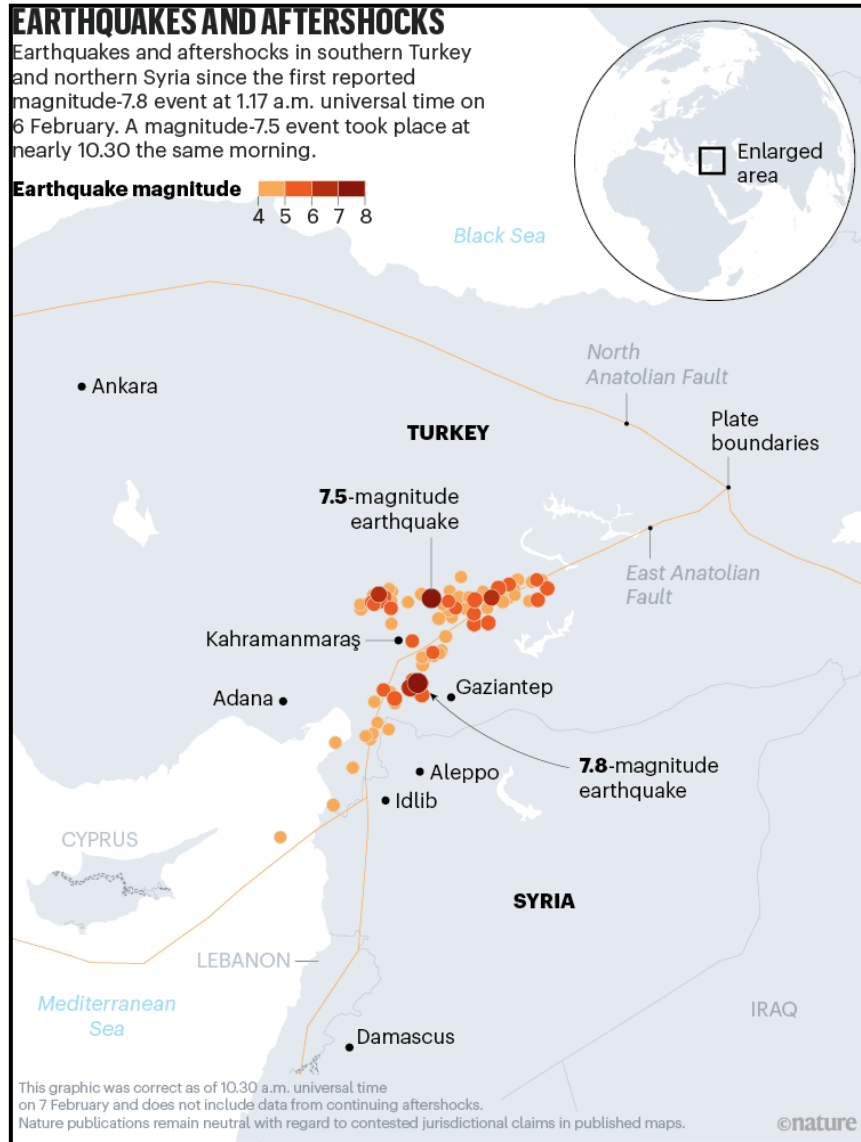 EARTHQUAKES AND AFTERSHOCKS
Earthquakes and aftershocks in southern Turkey
and northern Syria since the first reported
magnitude-7.8 event at 1.17 a.m. universal time on
6 February. A magnitude-7.5 event took place at
nearly 10.30 the same morning.
Enlarged
area
Earthquake magnitude
4 5 6 7 8
Black Sea
North
Anatolian Fault
Ankara
Plate
boundaries
TURKEY
7.5-magnitude
earthquake
East Anatolian
Fault
Kahramanmaraş
Gaziantep
Adana
7.8-magnitude
earthquake
Aleppo
Idlib
CYPRUS
SYRIA
LEBANON
Mediterranean
Sea
IRAQ
Damascus
This graphic was correct as of 10.30 a.m. universal time
on 7 February and does not include data from continuing aftershocks.
Nature publications remain neutral with regard to contested jurisdictional claims in published maps.
©nature